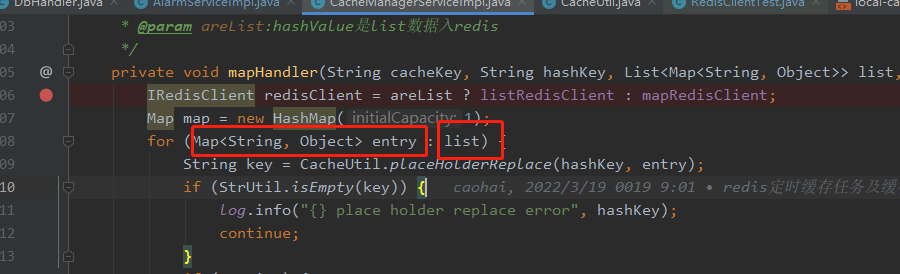 DbHandler.java AlarmServiceImpl.java CacheManagerServiceImpl.java CacheUtil.java RedisClientTest.java local-ca
03 * @param areList:hashValue是list数据入redis
04 */
05 @ private void mapHandler(String cacheKey, String hashKey, List<Map<String, Object>> list,
06 IRedisClient redisClient = areList ? listRedisClient : mapRedisClient;
07 Map map = new HashMap( initialCapacity: 1);
08 for (Map<String, Object> entry : list) {
09 String key = CacheUtil.placeHolderReplace(hashKey, entry);
10 if (StrUtil.isEmpty(key)) { caohai, 2022/3/19 0019 9:01 • redis定时缓存任务及缓
11 log.info("{} place holder replace error", hashKey);
12 continue;
13 }